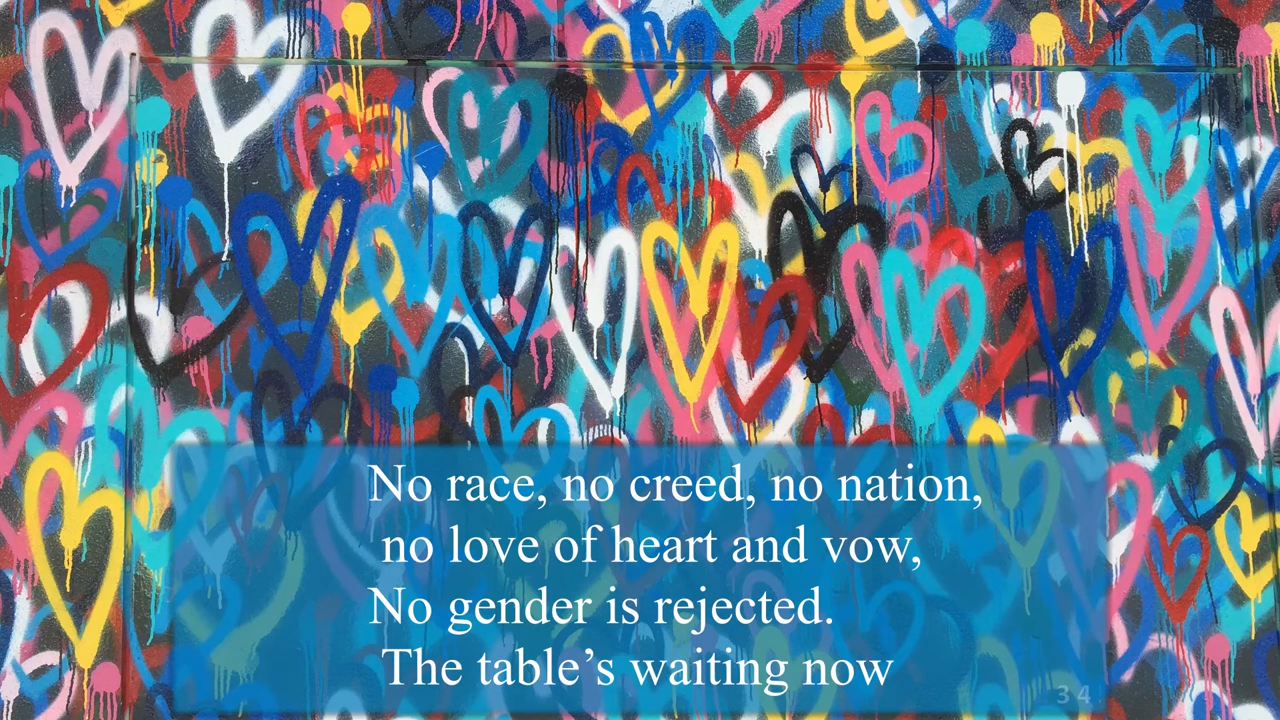 No race, no creed, no nation,
no love of heart and vow,
No gender is rejected.
The table’s waiting now
34